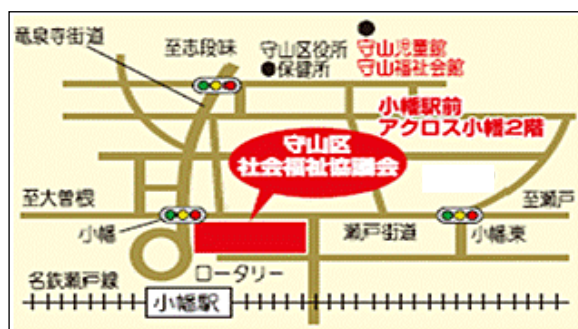 竜泉寺街道
至志段味
守山区役所
●保健所
●
守山児童館
守山福祉会館
小幡駅前
アクロス小幡2階
守山区
社会福祉協議会
至大曽根
至瀬戸
小幡
瀬戸街道
小幡東
ロータリー
名鉄瀬戸線
小幡駅